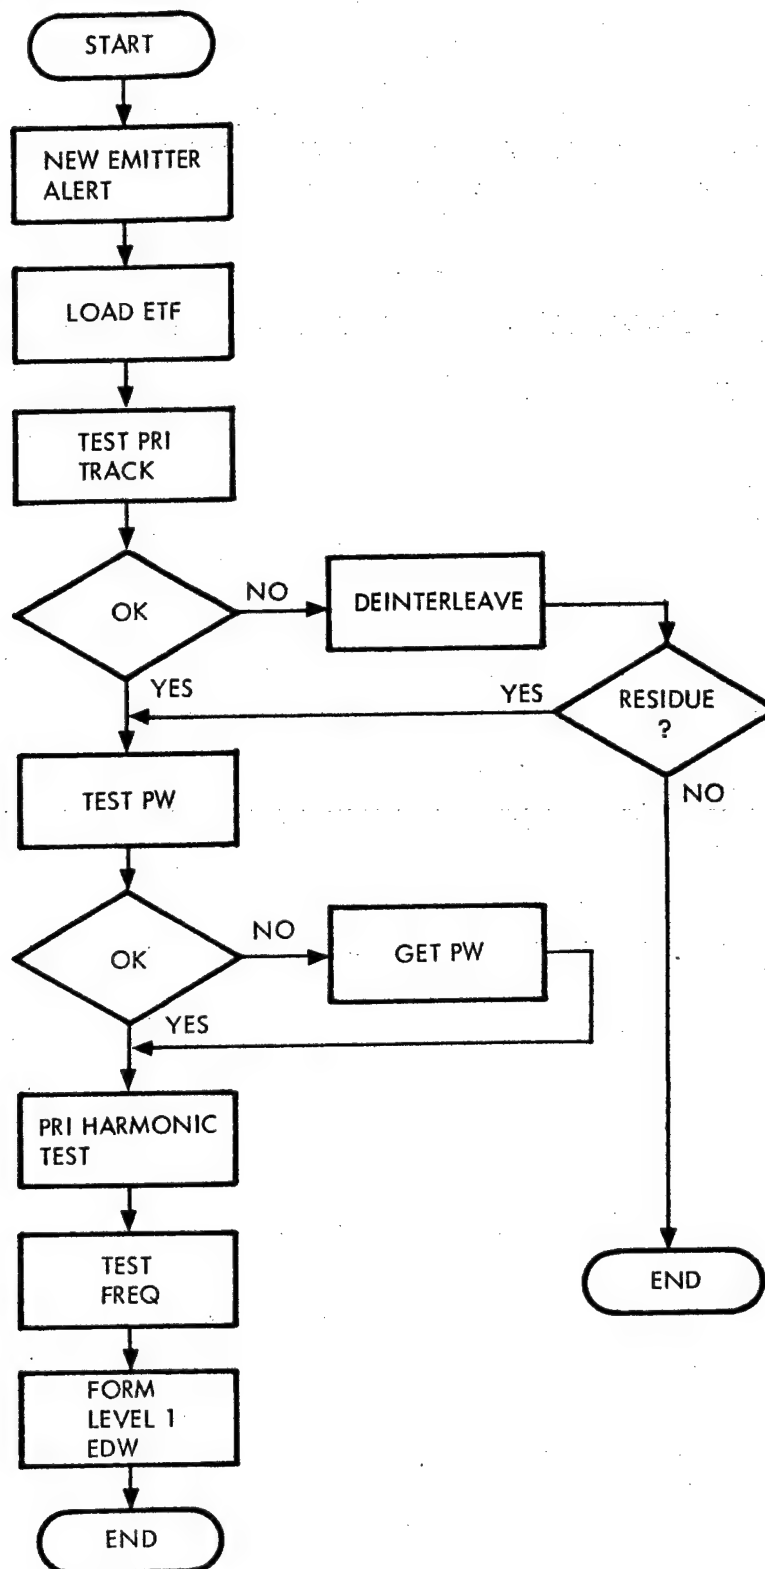 START
NEW EMITTER
ALERT
LOAD ETF
TEST PRI
TRACK
OK
NO
DEINTERLEAVE
YES
YES
RESIDUE
?
NO
TEST PW
OK
NO
GET PW
YES
PRI HARMONIC
TEST
TEST
FREQ
END
FORM
LEVEL 1
EDW
END